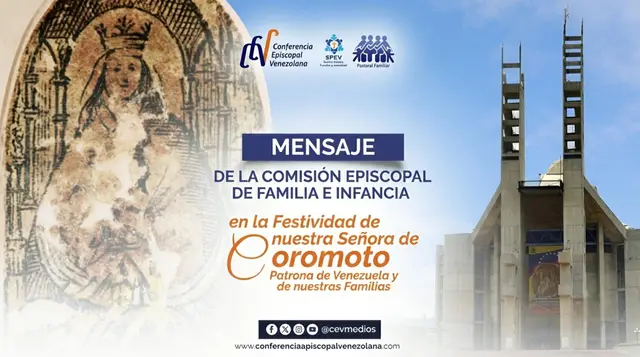 CEV
Conferencia
Episcopal
Venezolana
SPEV
Pastoral Familiar
MENSAJE
DE LA COMISIÓN EPISCOPAL
DE FAMILIA E INFANCIA
en la Festividad de
nuestra Señora de
Coromoto
Patrona de Venezuela y
de nuestras Familias
@cevmedios
www.conferenciaapiscopalvenezolana.com